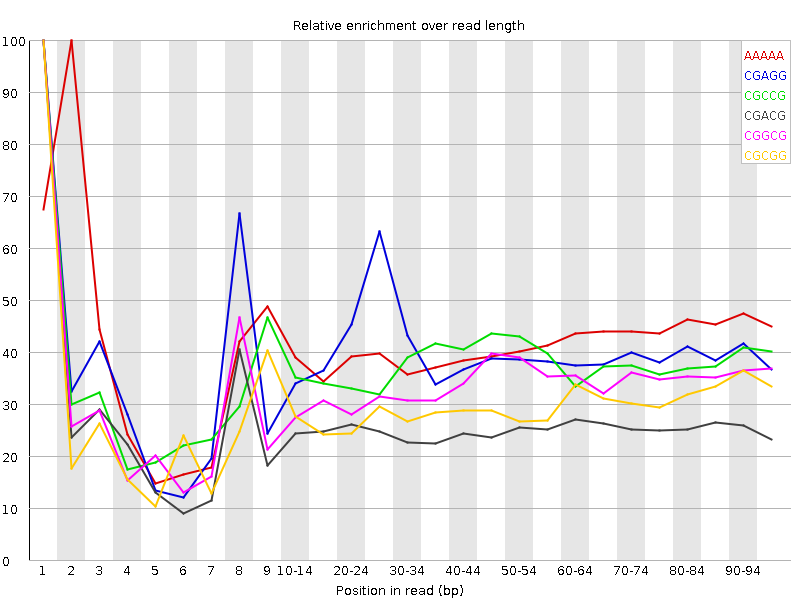 Relative enrichment over read length
100
90
80
70
60
50
40
30
20
10
0
AAAAA
CGAGG
CGCCG
CGACG
CGGCG
CGCGG
1 2 3 4 5 6 7 8 9 10-14 20-24 30-34 40-44 50-54 60-64 70-74 80-84 90-94
Position in read (bp)